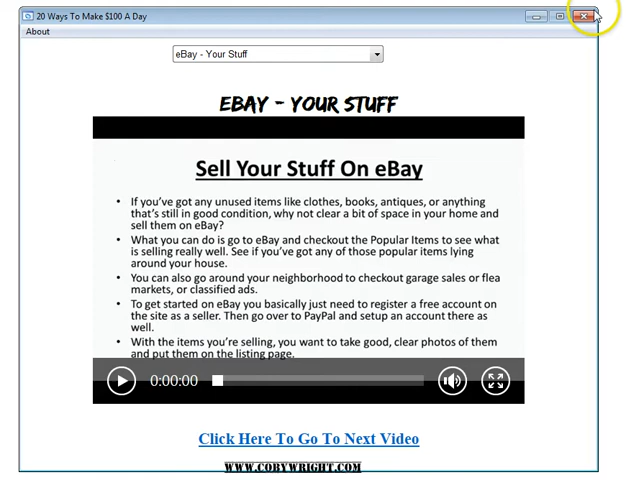 20 Ways To Make $100 A Day
About
eBay - Your Stuff
EBAY - YOUR STUFF
Sell Your Stuff On eBay
• If you've got any unused items like clothes, books, antiques, or anything
that's still in good condition, why not clear a bit of space in your home and
sell them on eBay?
• What you can do is go to eBay and checkout the Popular Items to see what
is selling really well. See if you've got any of those popular items lying
around your house.
• You can also go around your neighborhood to checkout garage sales or flea
markets, or classified ads.
• To get started on eBay you basically just need to register a free account on
the site as a seller. Then go over to PayPal and setup an account there as
well.
• With the items you're selling, you want to take good, clear photos of them
and put them on the listing page.
0:00:00
Click Here To Go To Next Video
WWW.COBYWRIGHT.COM